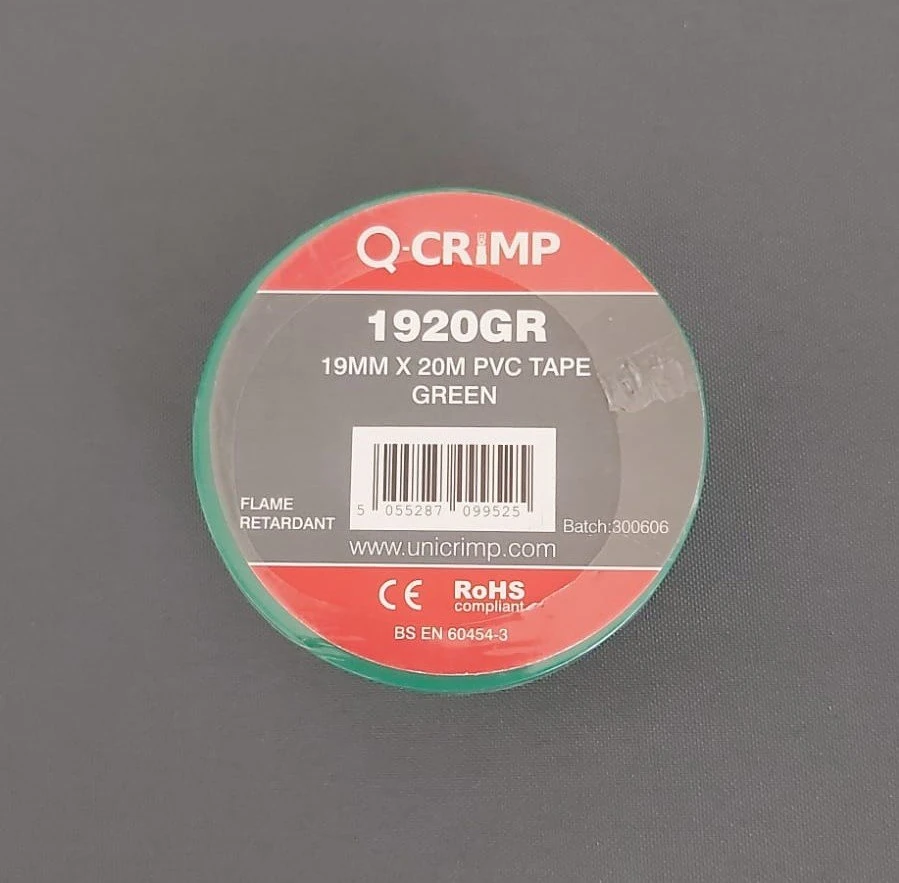 Q-CRIMP
1920GR
19MM X 20M PVC TAPE
GREEN
FLAME
RETARDANT
5 055287 099525
Batch:300606
www.unicrimp.com
CE RoHS
compliant
BS EN 60454-3